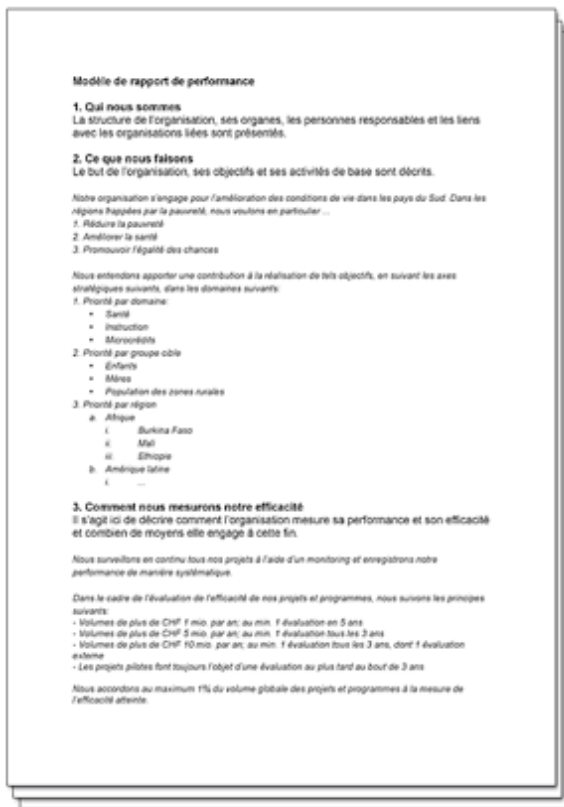 Modèle de rapport de performance
1. Qui nous sommes
La structure de l'organisation, ses organes, les personnes responsables et les liens
avec les organisations liées sont présentés.
2. Ce que nous faisons
Le but de l'organisation, ses objectifs et ses activités de base sont décrits.
Notre organisation s'engage pour l'amélioration des conditions de vie dans les pays du Sud. Dans les
régions frappées par la pauvreté, nous voulons en particulier ...
1. Réduire la pauvreté
2. Améliorer la santé
3. Promouvoir l'égalité des chances
Nous entendons apporter une contribution à la réalisation de tels objectifs, en suivant les axes
stratégiques suivants, dans les domaines suivants:
1. Priorité par domaine
• Santé
• Instruction
• Microcrédits
2. Priorité par groupe cible
• Enfants
• Mères
• Population des zones rurales
3. Priorité par région
a. Afrique
i. Burkina Faso
ii. Mali
iii. Ethiopie
b. Amérique latine
i. ...
3. Comment nous mesurons notre efficacité
Il s'agit ici de décrire comment l'organisation mesure sa performance et son efficacité
et combien de moyens elle engage à cette fin.
Nous surveillons en continu tous nos projets à l'aide d'un monitoring et enregistrons notre
performance de manière systématique.
Dans le cadre de l'évaluation de l'efficacité de nos projets et programmes, nous suivons les principes
suivants:
- Volumes de plus de CHF 1 mio. par an; au min. 1 évaluation en 5 ans
- Volumes de plus de CHF 5 mio. par an; au min. 1 évaluation tous les 3 ans
- Volumes de plus de CHF 10 mio. par an; au min. 1 évaluation tous les 3 ans, dont 1 évaluation
externe
- Les projets pilotes font toujours l'objet d'une évaluation au plus tard au bout de 3 ans
Nous accordons au maximum 1% du volume globale des projets et programmes à la mesure de
l'efficacité atteinte.